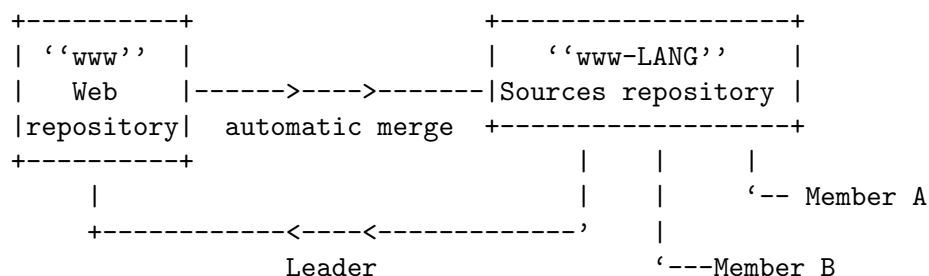 +----------+                    +-------------------+
| ‘‘www’’  |                    |    ‘‘www-LANG’’   |
|   Web    |------>---->-------|Sources repository |
|repository|  automatic merge  +-------------------+
+----------+                          |    |     |
     |                                |    |     ‘-- Member A
     +------------<----<-------------’    |
                 Leader                    ‘---Member B